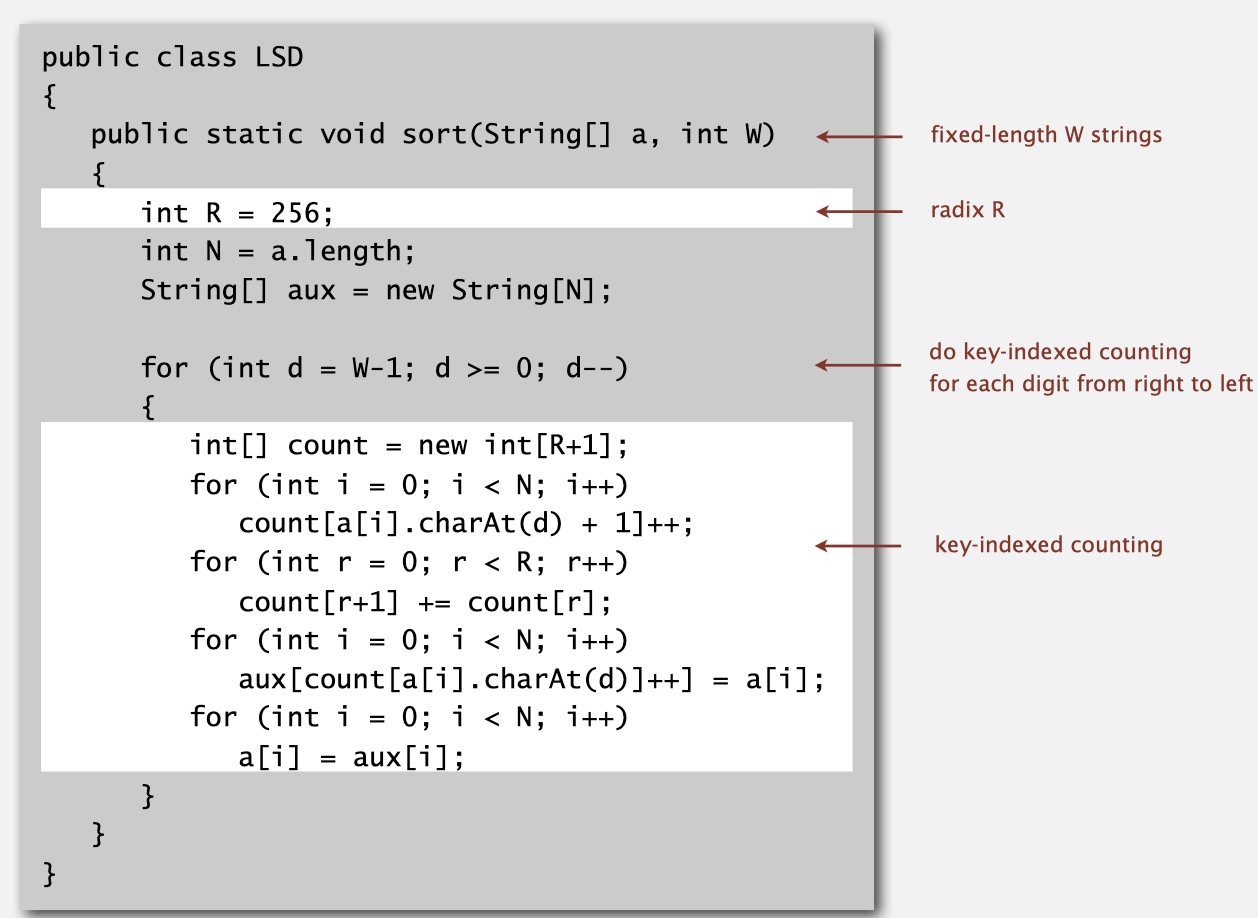 public class LSD
{
public static void sort(String[] a, int W)
fixed-length W strings
{
int R = 256;
radix R
int N = a.length;
String[] aux = new String[N];
for (int d = W-1; d >= 0; d--)
do key-indexed counting
for each digit from right to left
{
int[] count = new int[R+1];
for (int i = 0; i < N; i++)
count[a[i].charAt(d) + 1]++;
key-indexed counting
for (int r = 0; r < R; r++)
count[r+1] += count[r];
for (int i = 0; i < N; i++)
aux[count[a[i].charAt(d)]++] = a[i];
for (int i = 0; i < N; i++)
a[i] = aux[i];
}
}
}